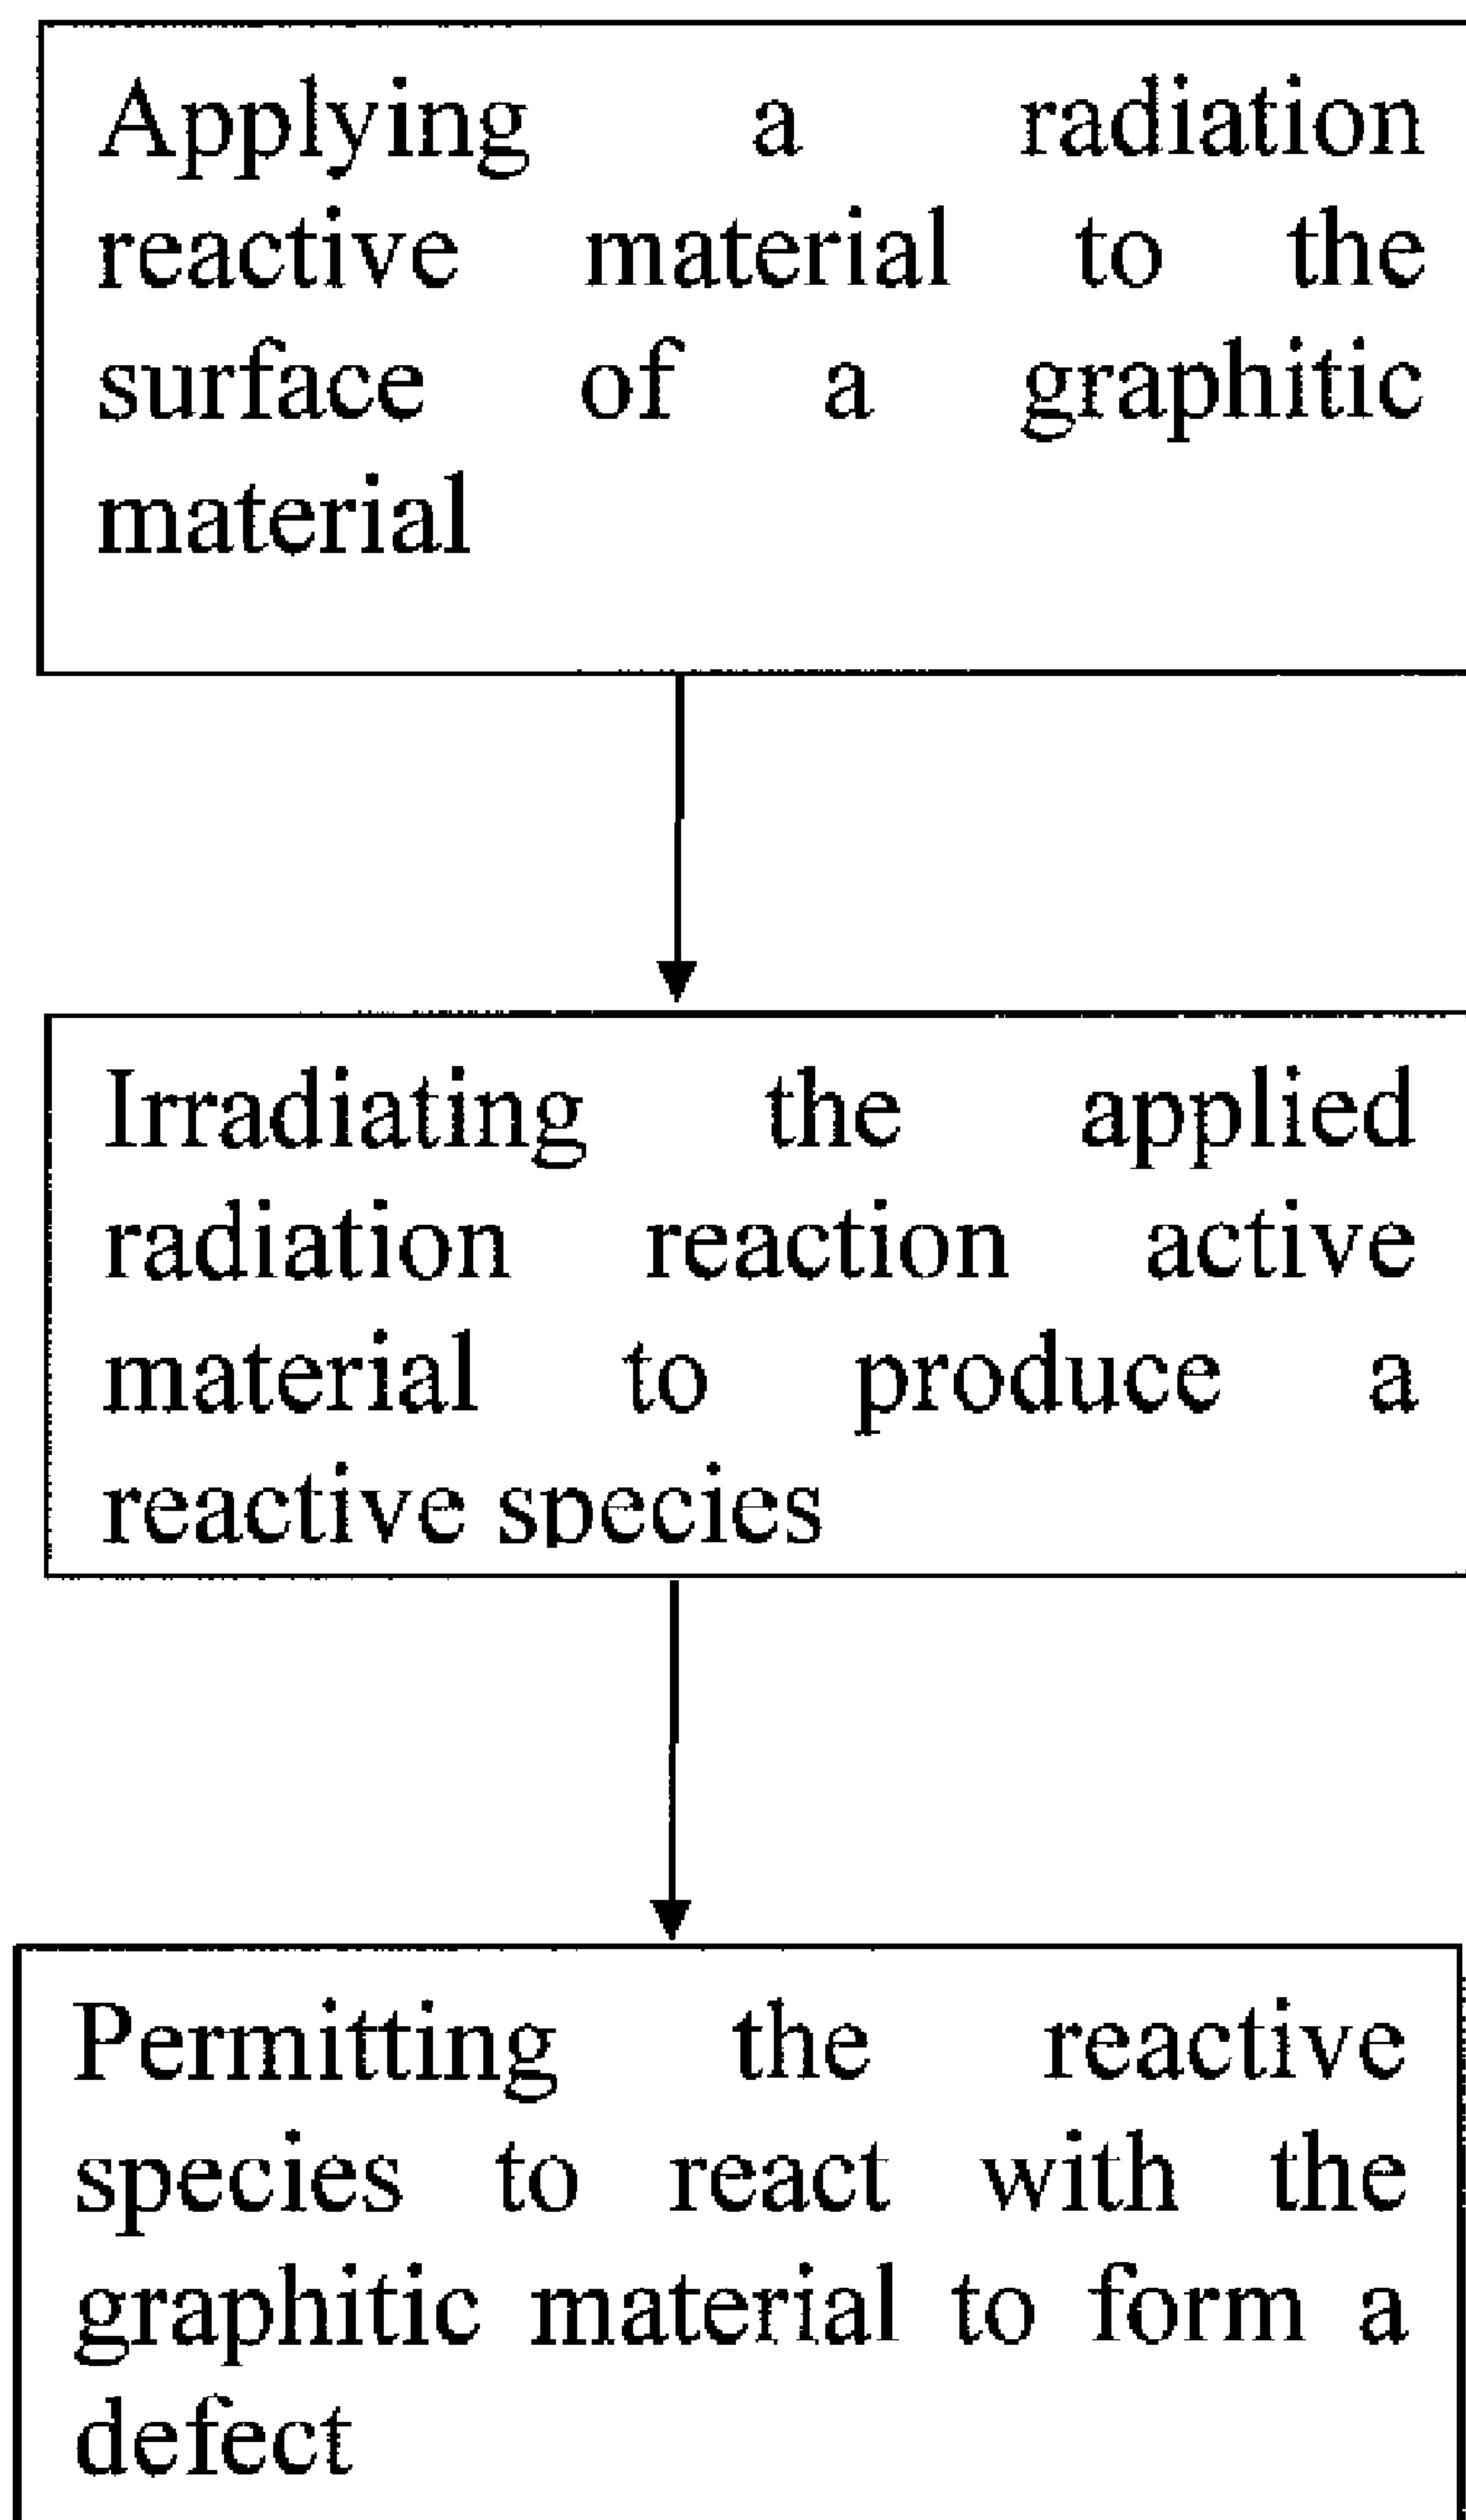 Applying a radiation
reactive material to the
surface of a graphitic
material
Irradiating the applied
radiation reaction active
material to produce a
reactive species
Permitting the reactive
species to react with the
graphitic material to form a
defect